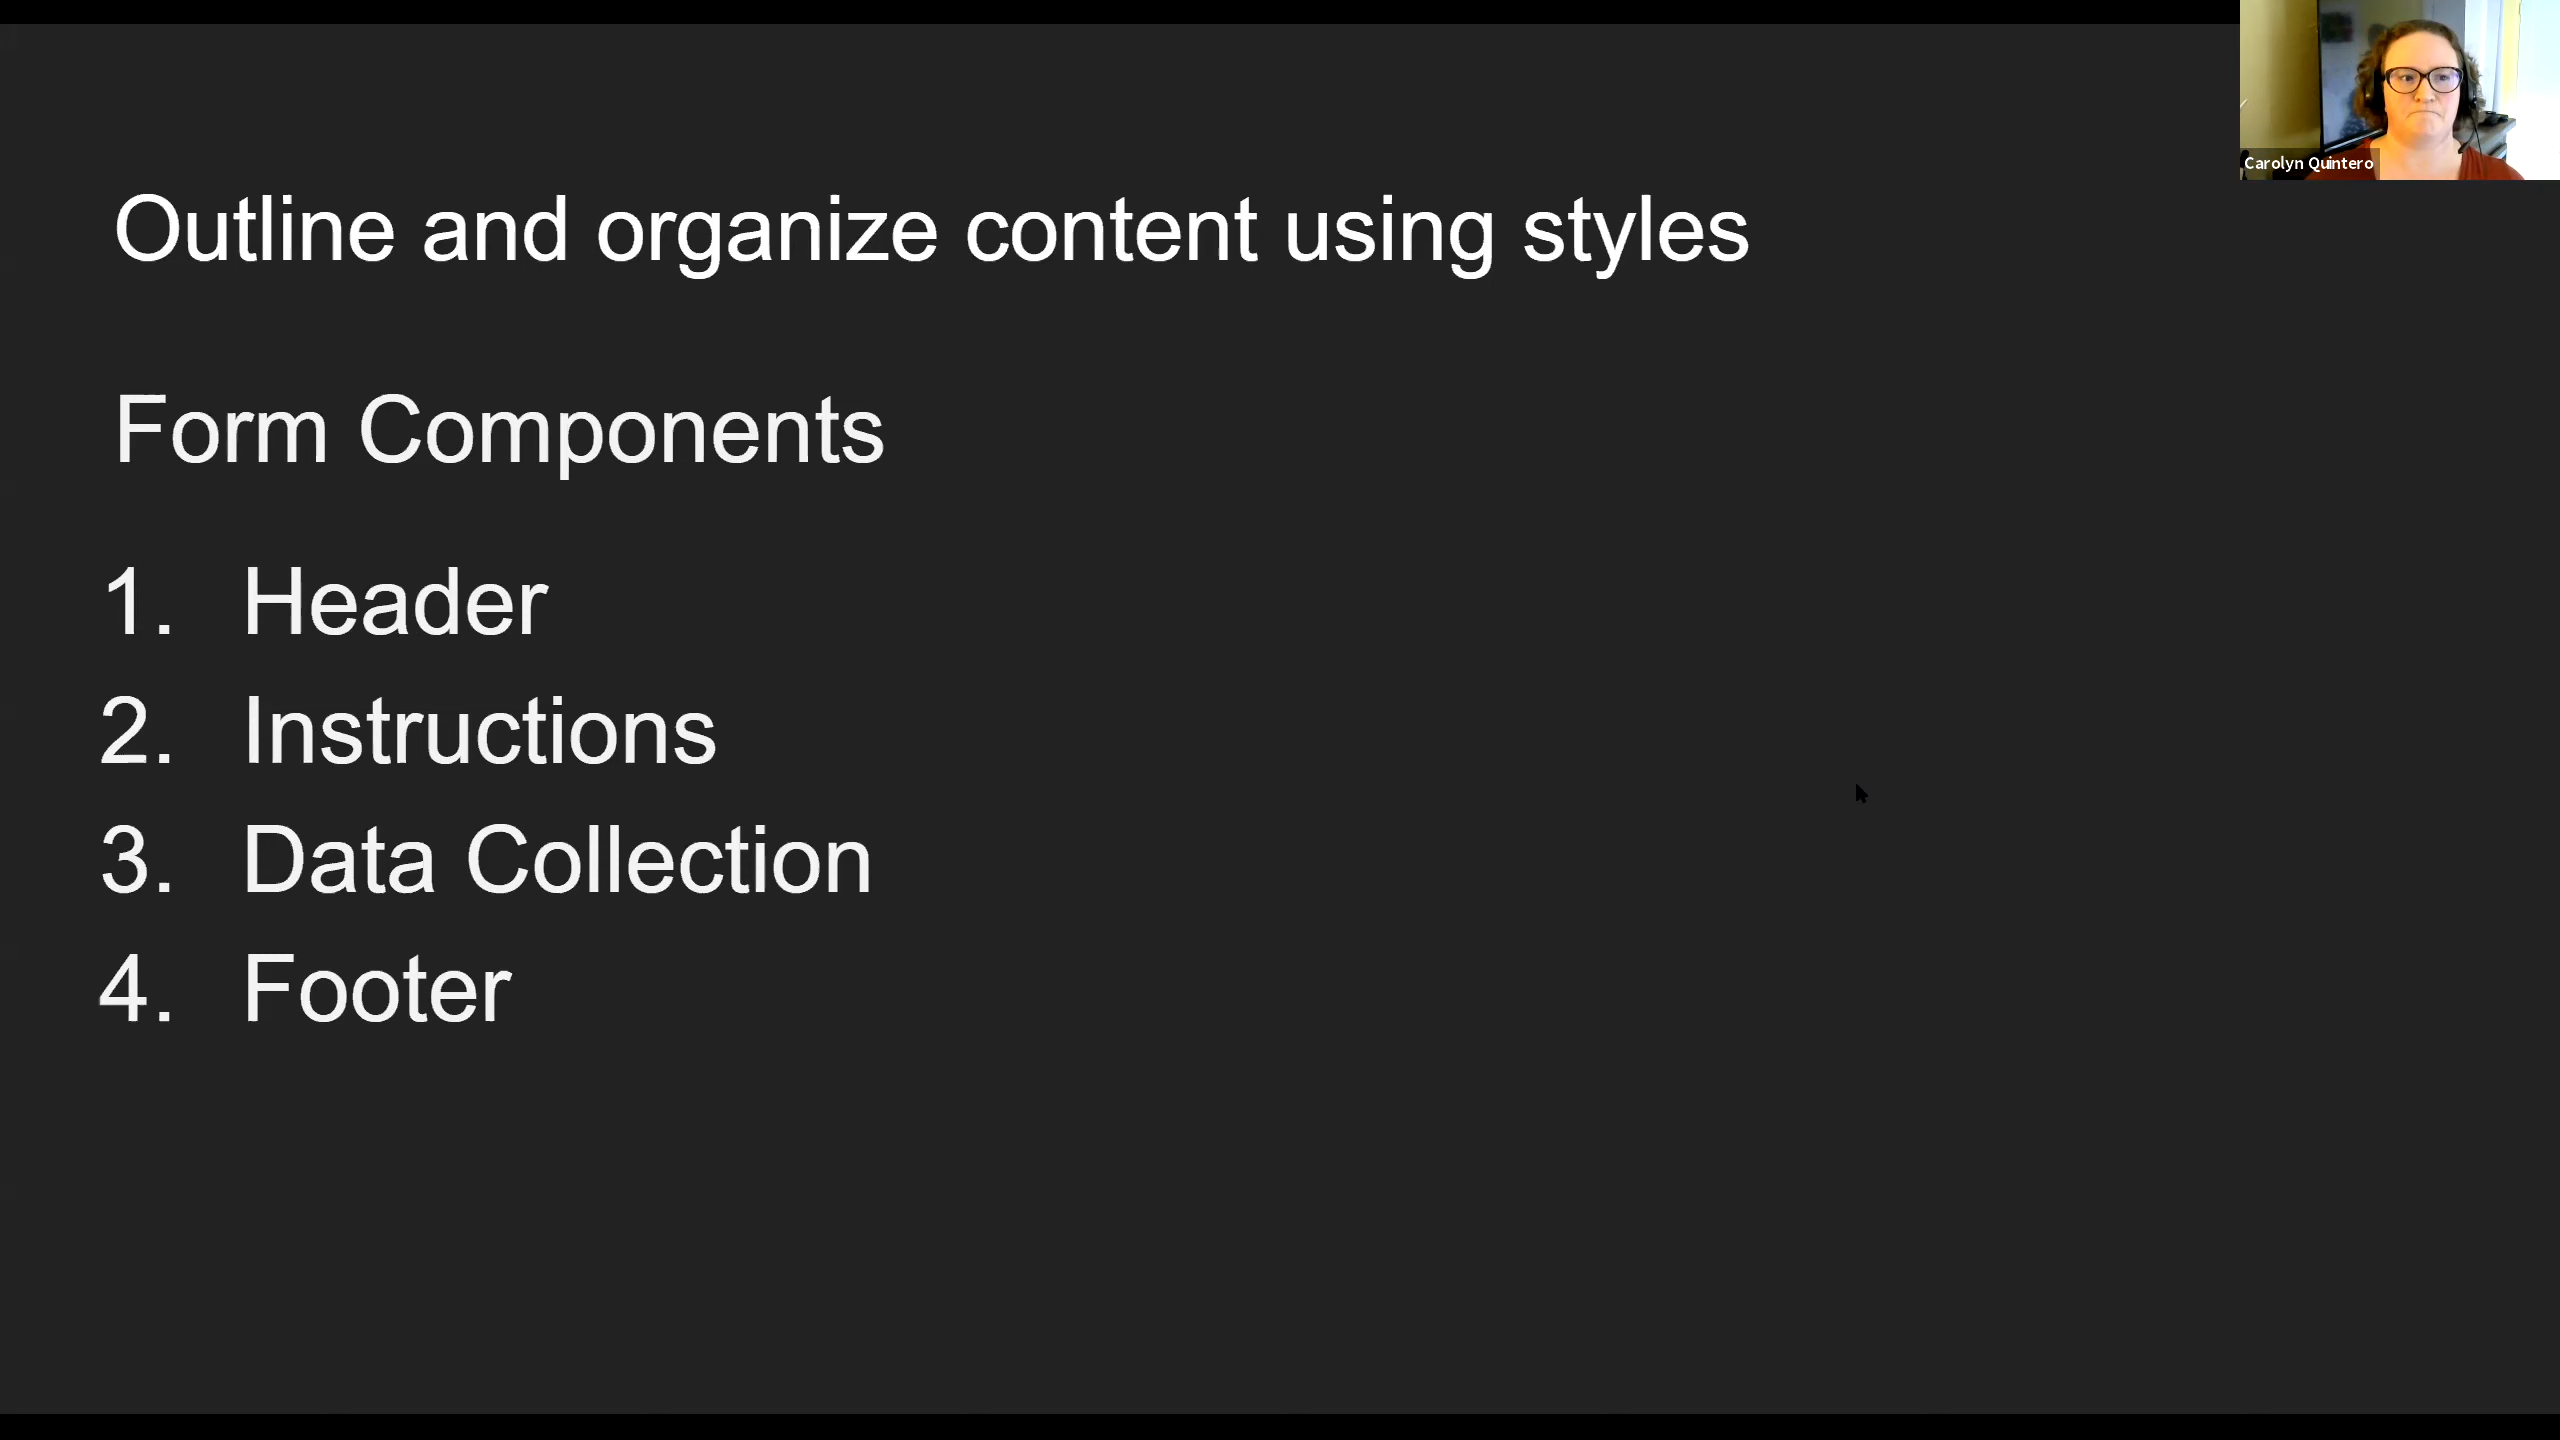 Outline and organize content using styles
Form Components
1. Header
2. Instructions
3. Data Collection
4. Footer
Carolyn Quintero